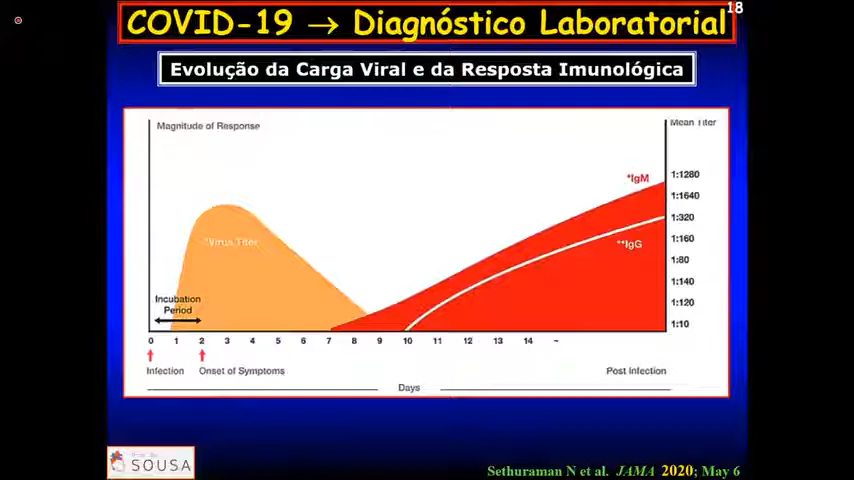 18
COVID-19 → Diagnóstico Laboratorial
Evolução da Carga Viral e da Resposta Imunológica
Magnitude of Response
Mean Titer
*IgM
1:1280
1:1640
1:320
*Virus Titer
**IgG
1:160
1:80
1:140
Incubation
Period
1:120
1:10
0 1 2 3 4 5 6 7 8 9 10 11 12 13 14 ~
Infection Onset of Symptoms Post infection
Days
SOUSA
Sethuraman N et al. JAMA 2020; May 6